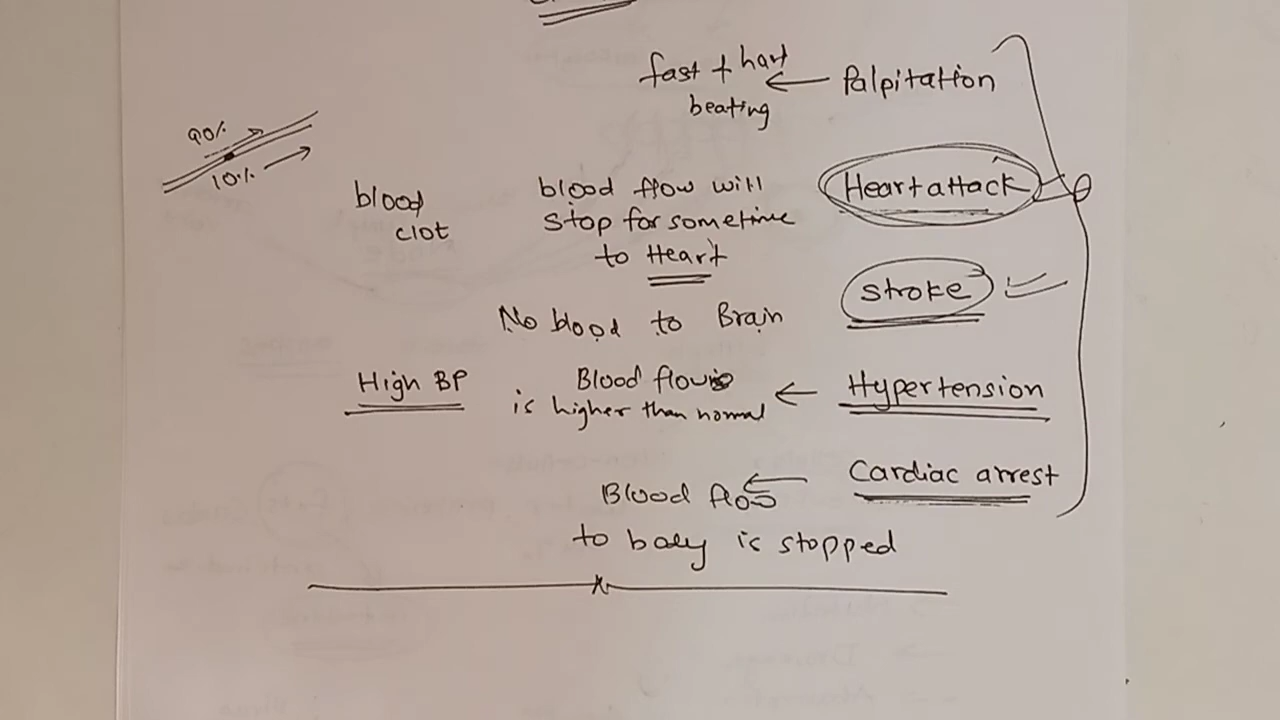 fast + hart
beating
Palpitation
90%
10%
blood
clot
blood flow will
stop for sometime
to Heart
Heart attack
No blood to Brain
stroke
High BP
Blood flow
is higher than normal
Hypertension
Cardiac arrest
Blood flow
to body is stopped